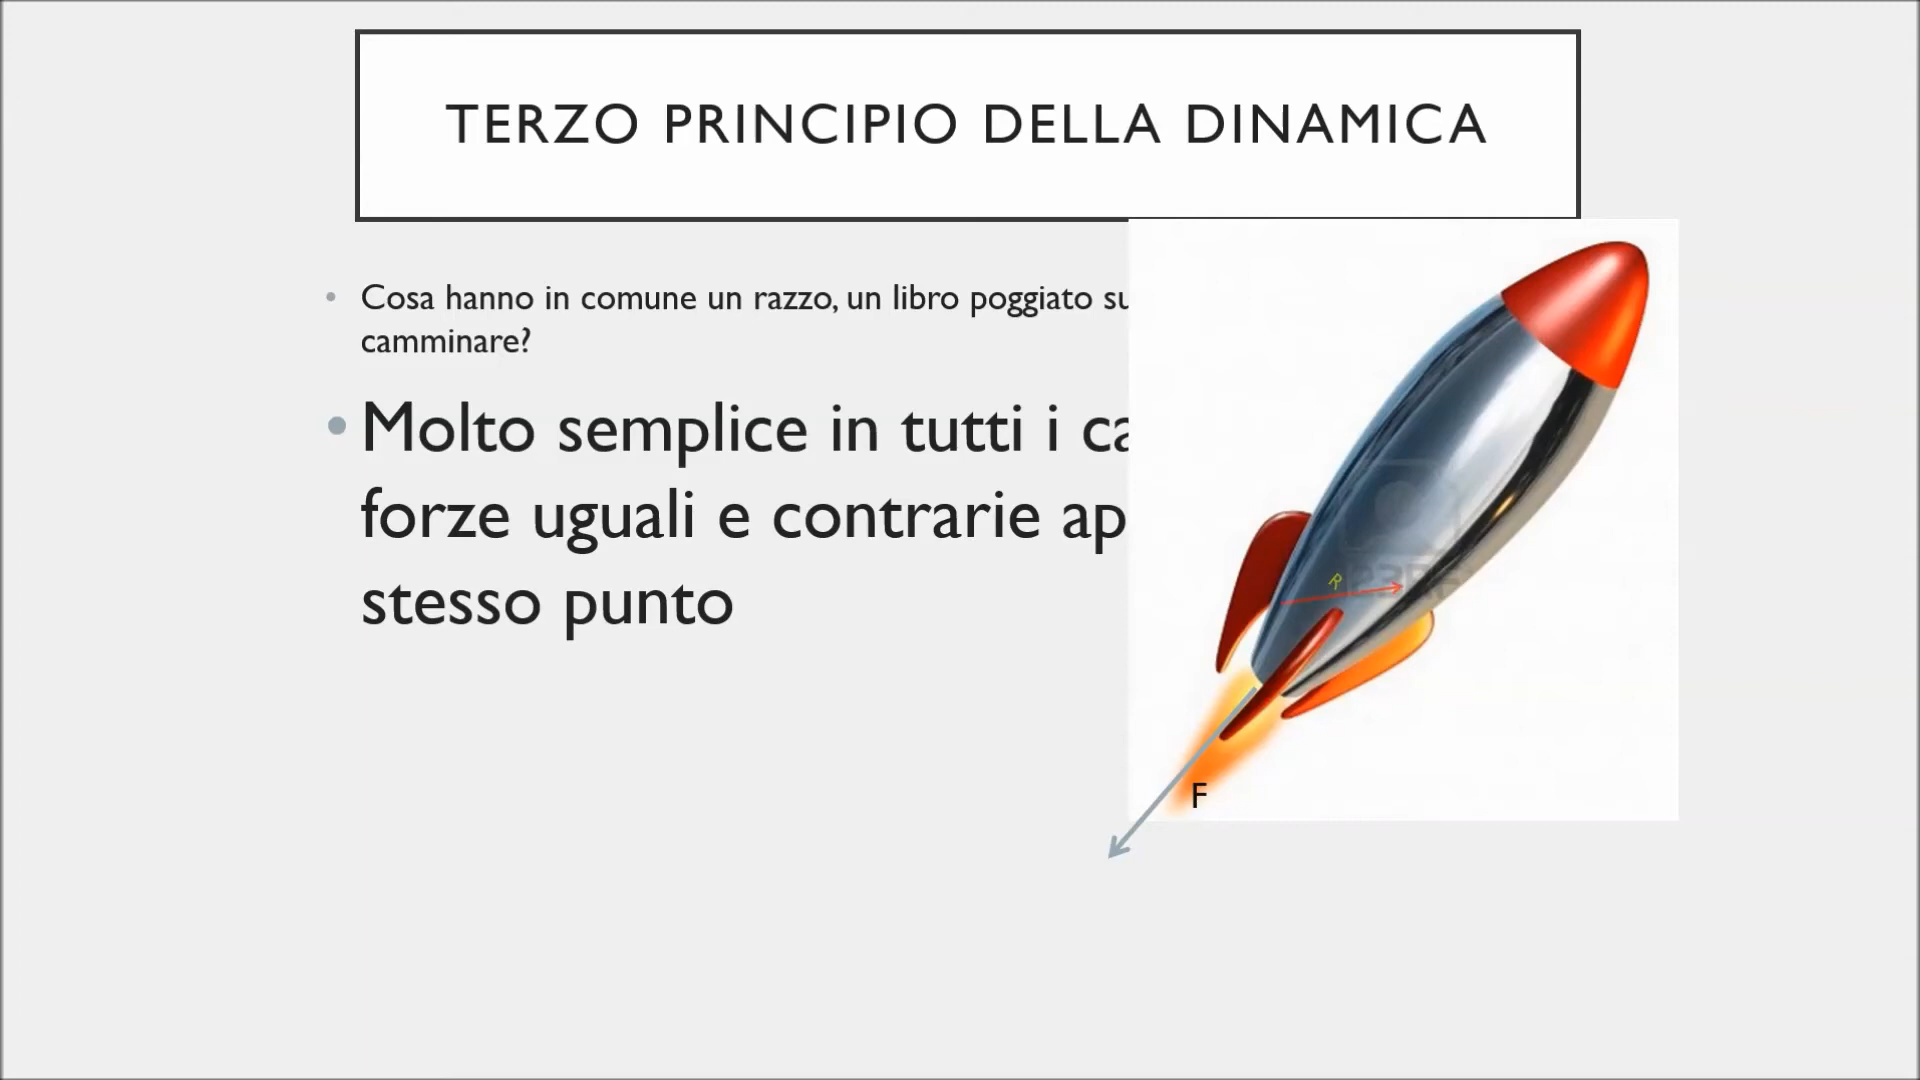 TERZO PRINCIPIO DELLA DINAMICA
Cosa hanno in comune un razzo, un libro poggiato su
camminare?
Molto semplice in tutti i ca
forze uguali e contrarie ap
stesso punto
R
F